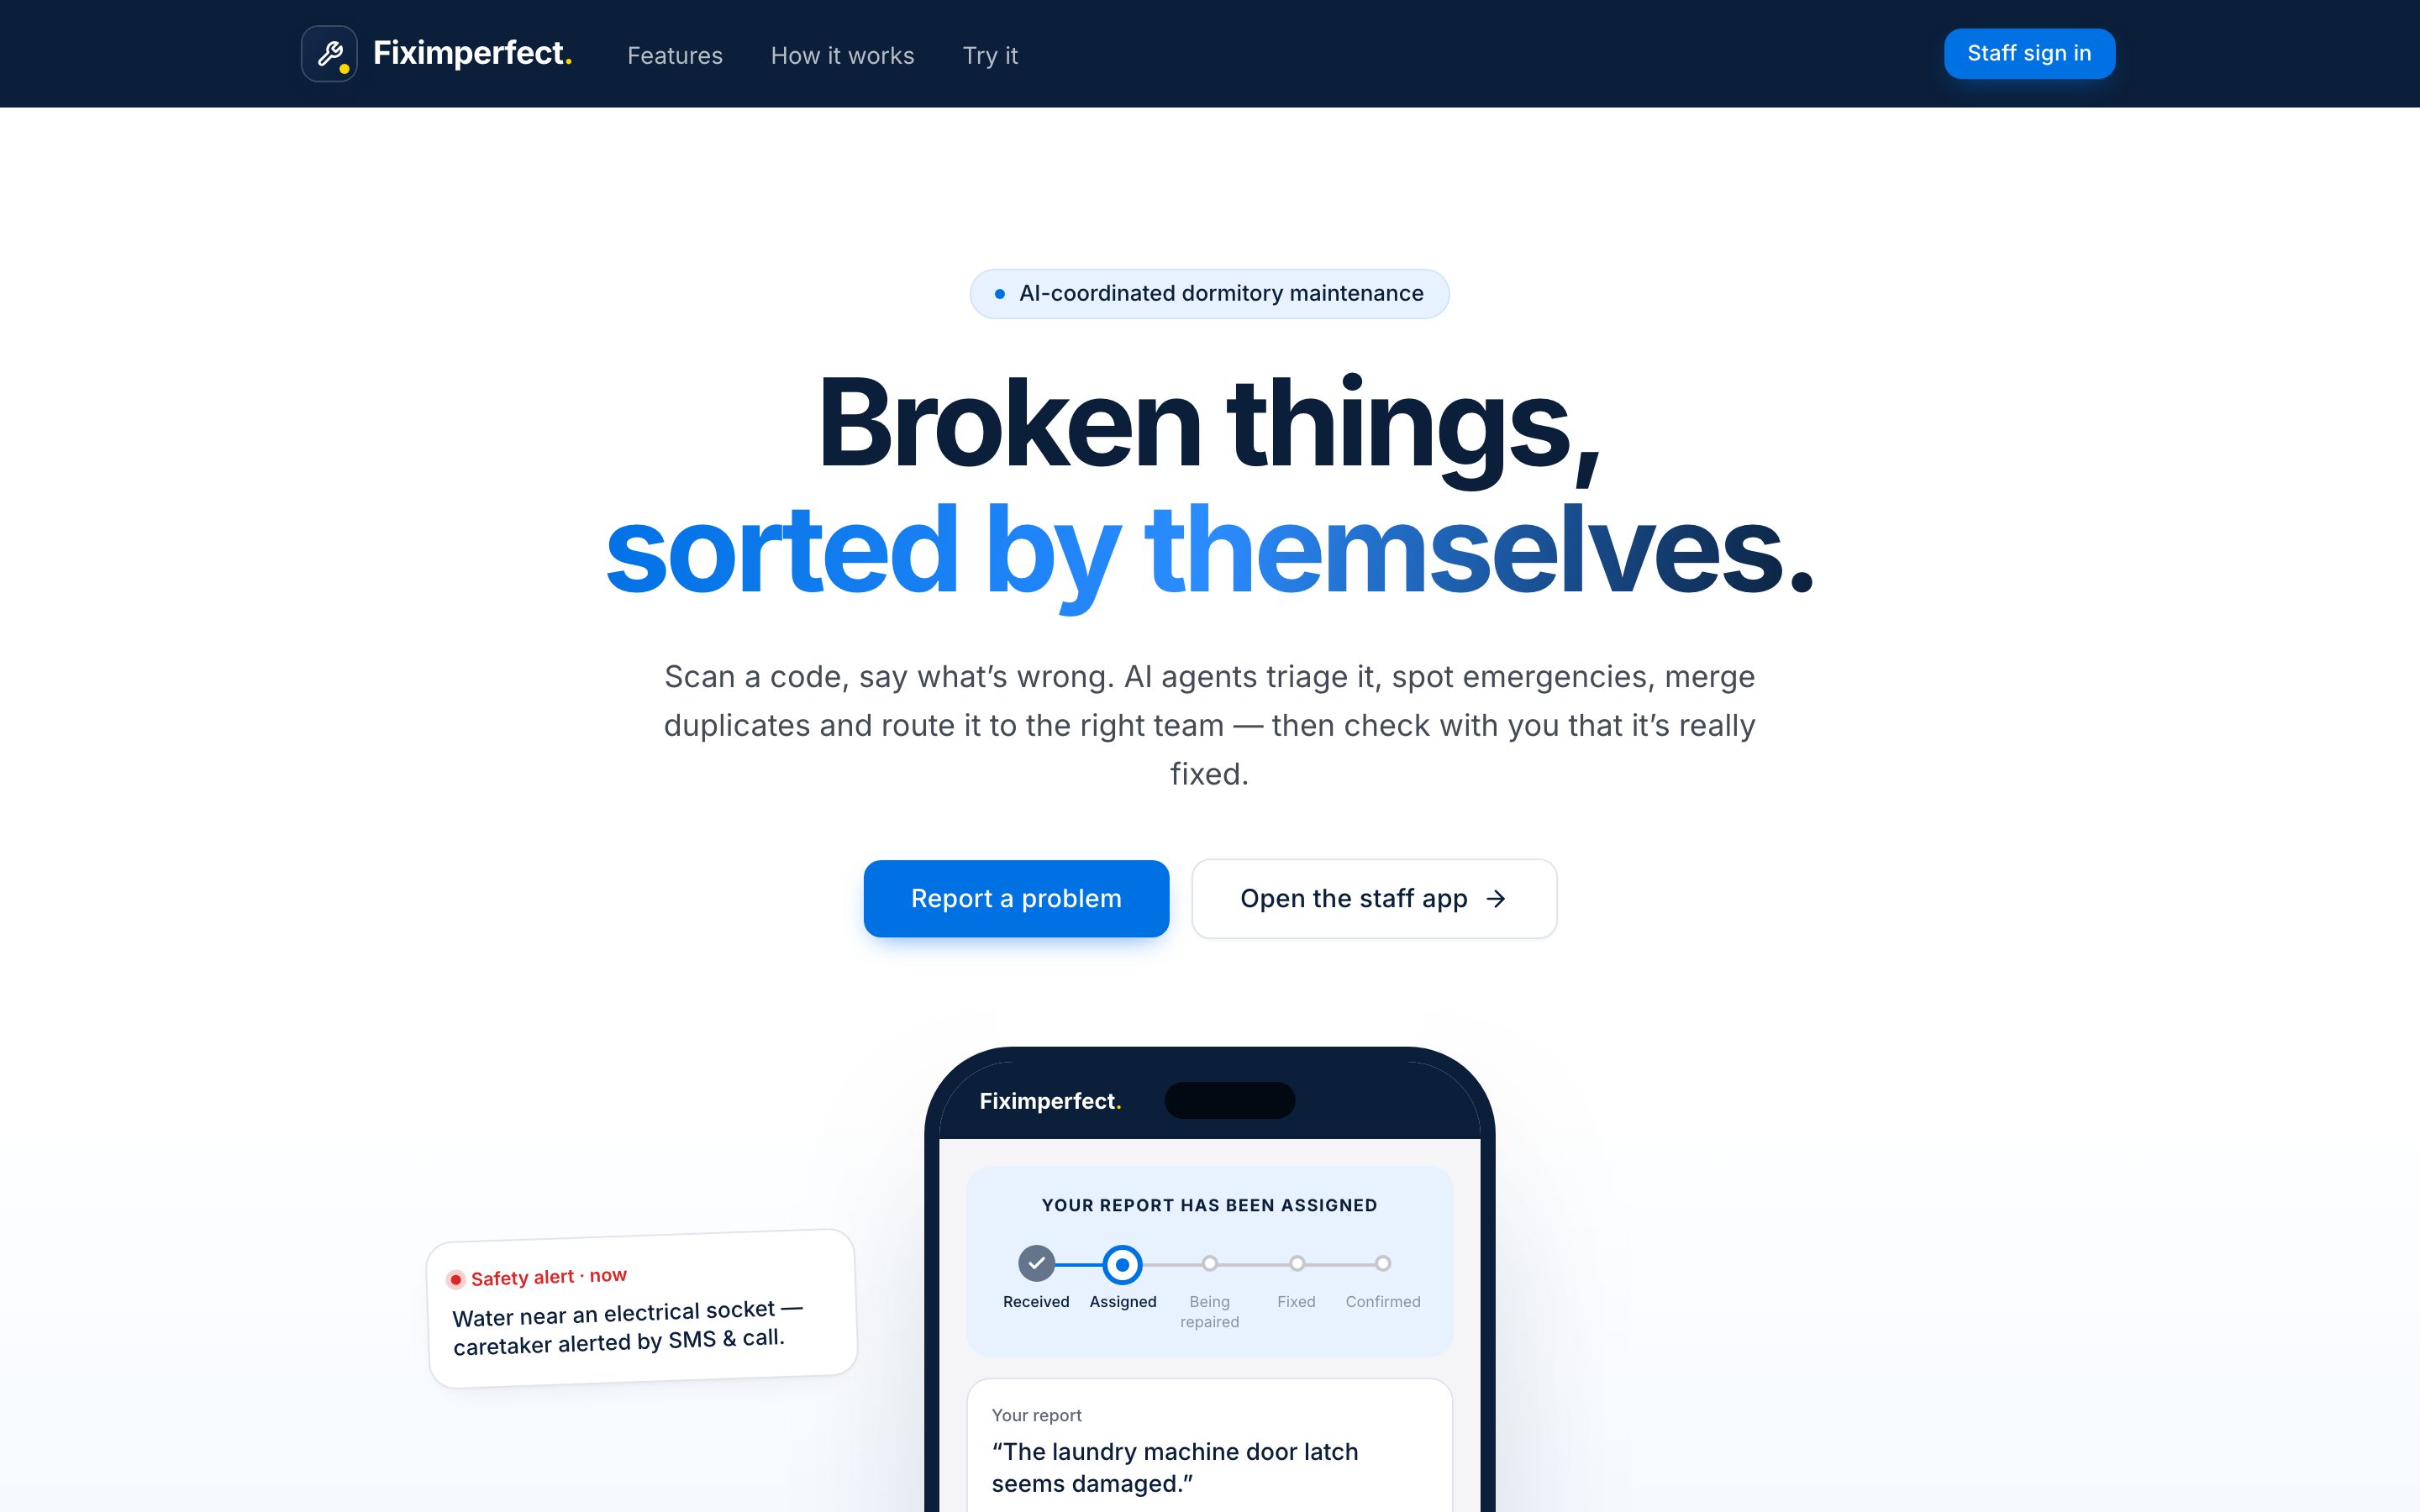 Fiximperfect.
Features
How it works
Try it
Staff sign in
AI-coordinated dormitory maintenance
Broken things,
sorted by themselves.
Scan a code, say what’s wrong. AI agents triage it, spot emergencies, merge
duplicates and route it to the right team — then check with you that it’s really
fixed.
Report a problem
Open the staff app
Fiximperfect.
YOUR REPORT HAS BEEN ASSIGNED
Received
Assigned
Being
repaired
Fixed
Confirmed
Safety alert · now
Water near an electrical socket —
caretaker alerted by SMS & call.
Your report
“The laundry machine door latch
seems damaged.”